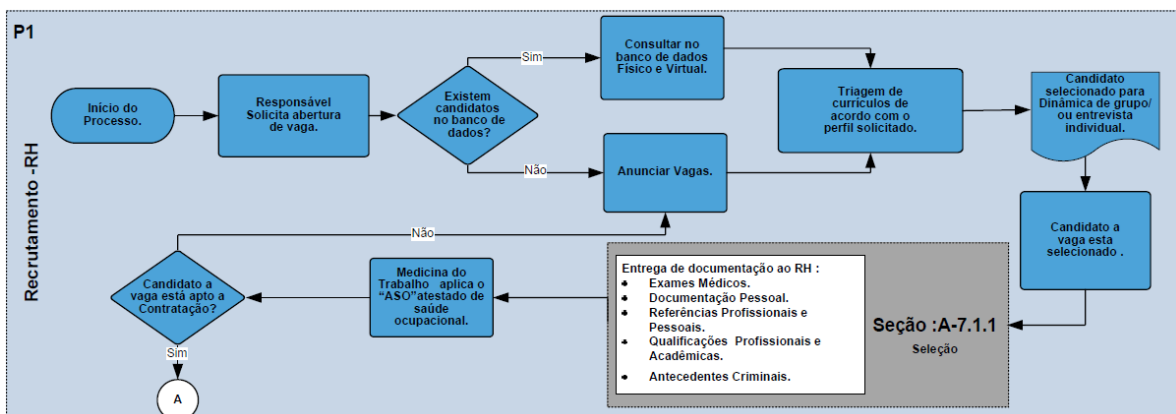 P1
Recrutamento -RH
Início do
Processo.
Responsável
Solicita abertura
de vaga.
Existem
candidatos
no banco de
dados?
Sim
Não
Consultar no
banco de dados
Físico e Virtual.
Anunciar Vagas.
Triagem de
currículos de
acordo com o
perfil solicitado.
Candidato
selecionado para
Dinâmica de grupo/
ou entrevista
individual.
Candidato a
vaga esta
selecionado .
Seção :A-7.1.1
Seleção
Entrega de documentação ao RH :
• Exames Médicos.
• Documentação Pessoal.
• Referências Profissionais e
Pessoais.
• Qualificações Profissionais e
Acadêmicas.
• Antecedentes Criminais.
Medicina do
Trabalho aplica o
“ASO”atestado de
saúde
ocupacional.
Candidato a
vaga está apto a
Contratação?
Não
Sim
A